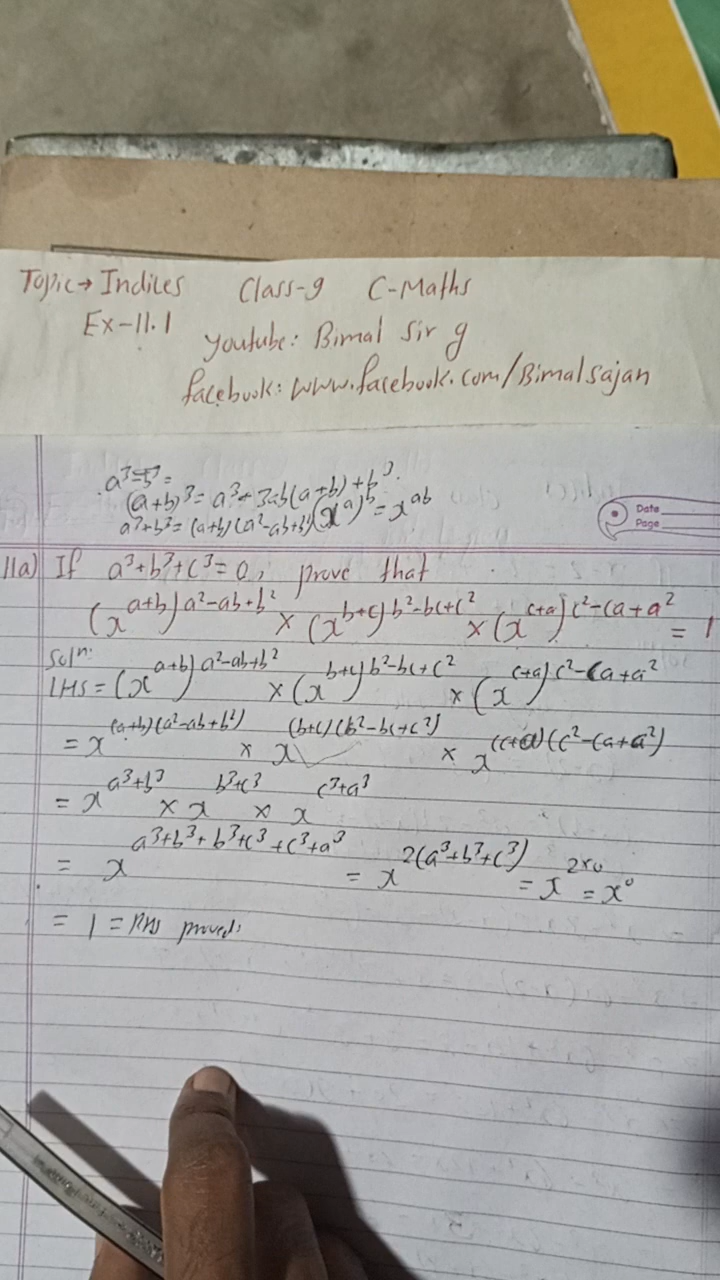 Topic→ Indices Class-9 C-Maths
Ex-11.1
youtube: Bimal Sir g
facebook: www.facebook.com/Bimalsajan
a³-b³=
(a+b)³= a³+ 3ab(a+b)+b³.
a³+b³= (a+b)(a²-ab+b²) (x^a)^b = x^ab
Date
Page
11a) If a³+b³+c³=0, prove that
(x^a+b)^a²-ab+b² × (x^b+c)^b²-bc+c² × (x^c+a)^c²-ca+a² = 1
Solⁿ:
LHS = (x^a+b)^a²-ab+b² × (x^b+c)^b²-bc+c² × (x^c+a)^c²-ca+a²
= x^(a+b)(a²-ab+b²) × x^(b+c)(b²-bc+c²) × x^(c+a)(c²-ca+a²)
= x^a³+b³ × x^b³+c³ × x^c³+a³
= x^a³+b³+b³+c³+c³+a³ = x^2(a³+b³+c³) = x^2×0 = x⁰
= 1 = RHS proved.